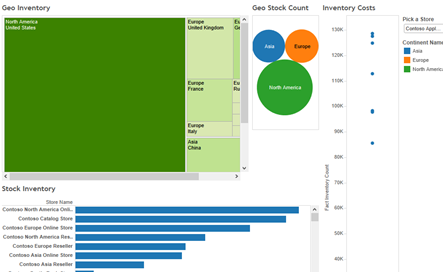 Geo Inventory
North America
United States
Europe
United Kingdom
Europe
France
Europe
Italy
Asia
China
Geo Stock Count
Asia
Europe
North America
Inventory Costs
130K
120K
110K
100K
90K
80K
70K
60K
50K
40K
Fact Inventory Count
Pick a Store
Contoso Appl...
Continent Name
Asia
Europe
North America
Stock Inventory
Store Name
Contoso North America Onli..
Contoso Catalog Store
Contoso Europe Online Store
Contoso North America Res..
Contoso Europe Reseller
Contoso Asia Online Store
Contoso Asia Reseller